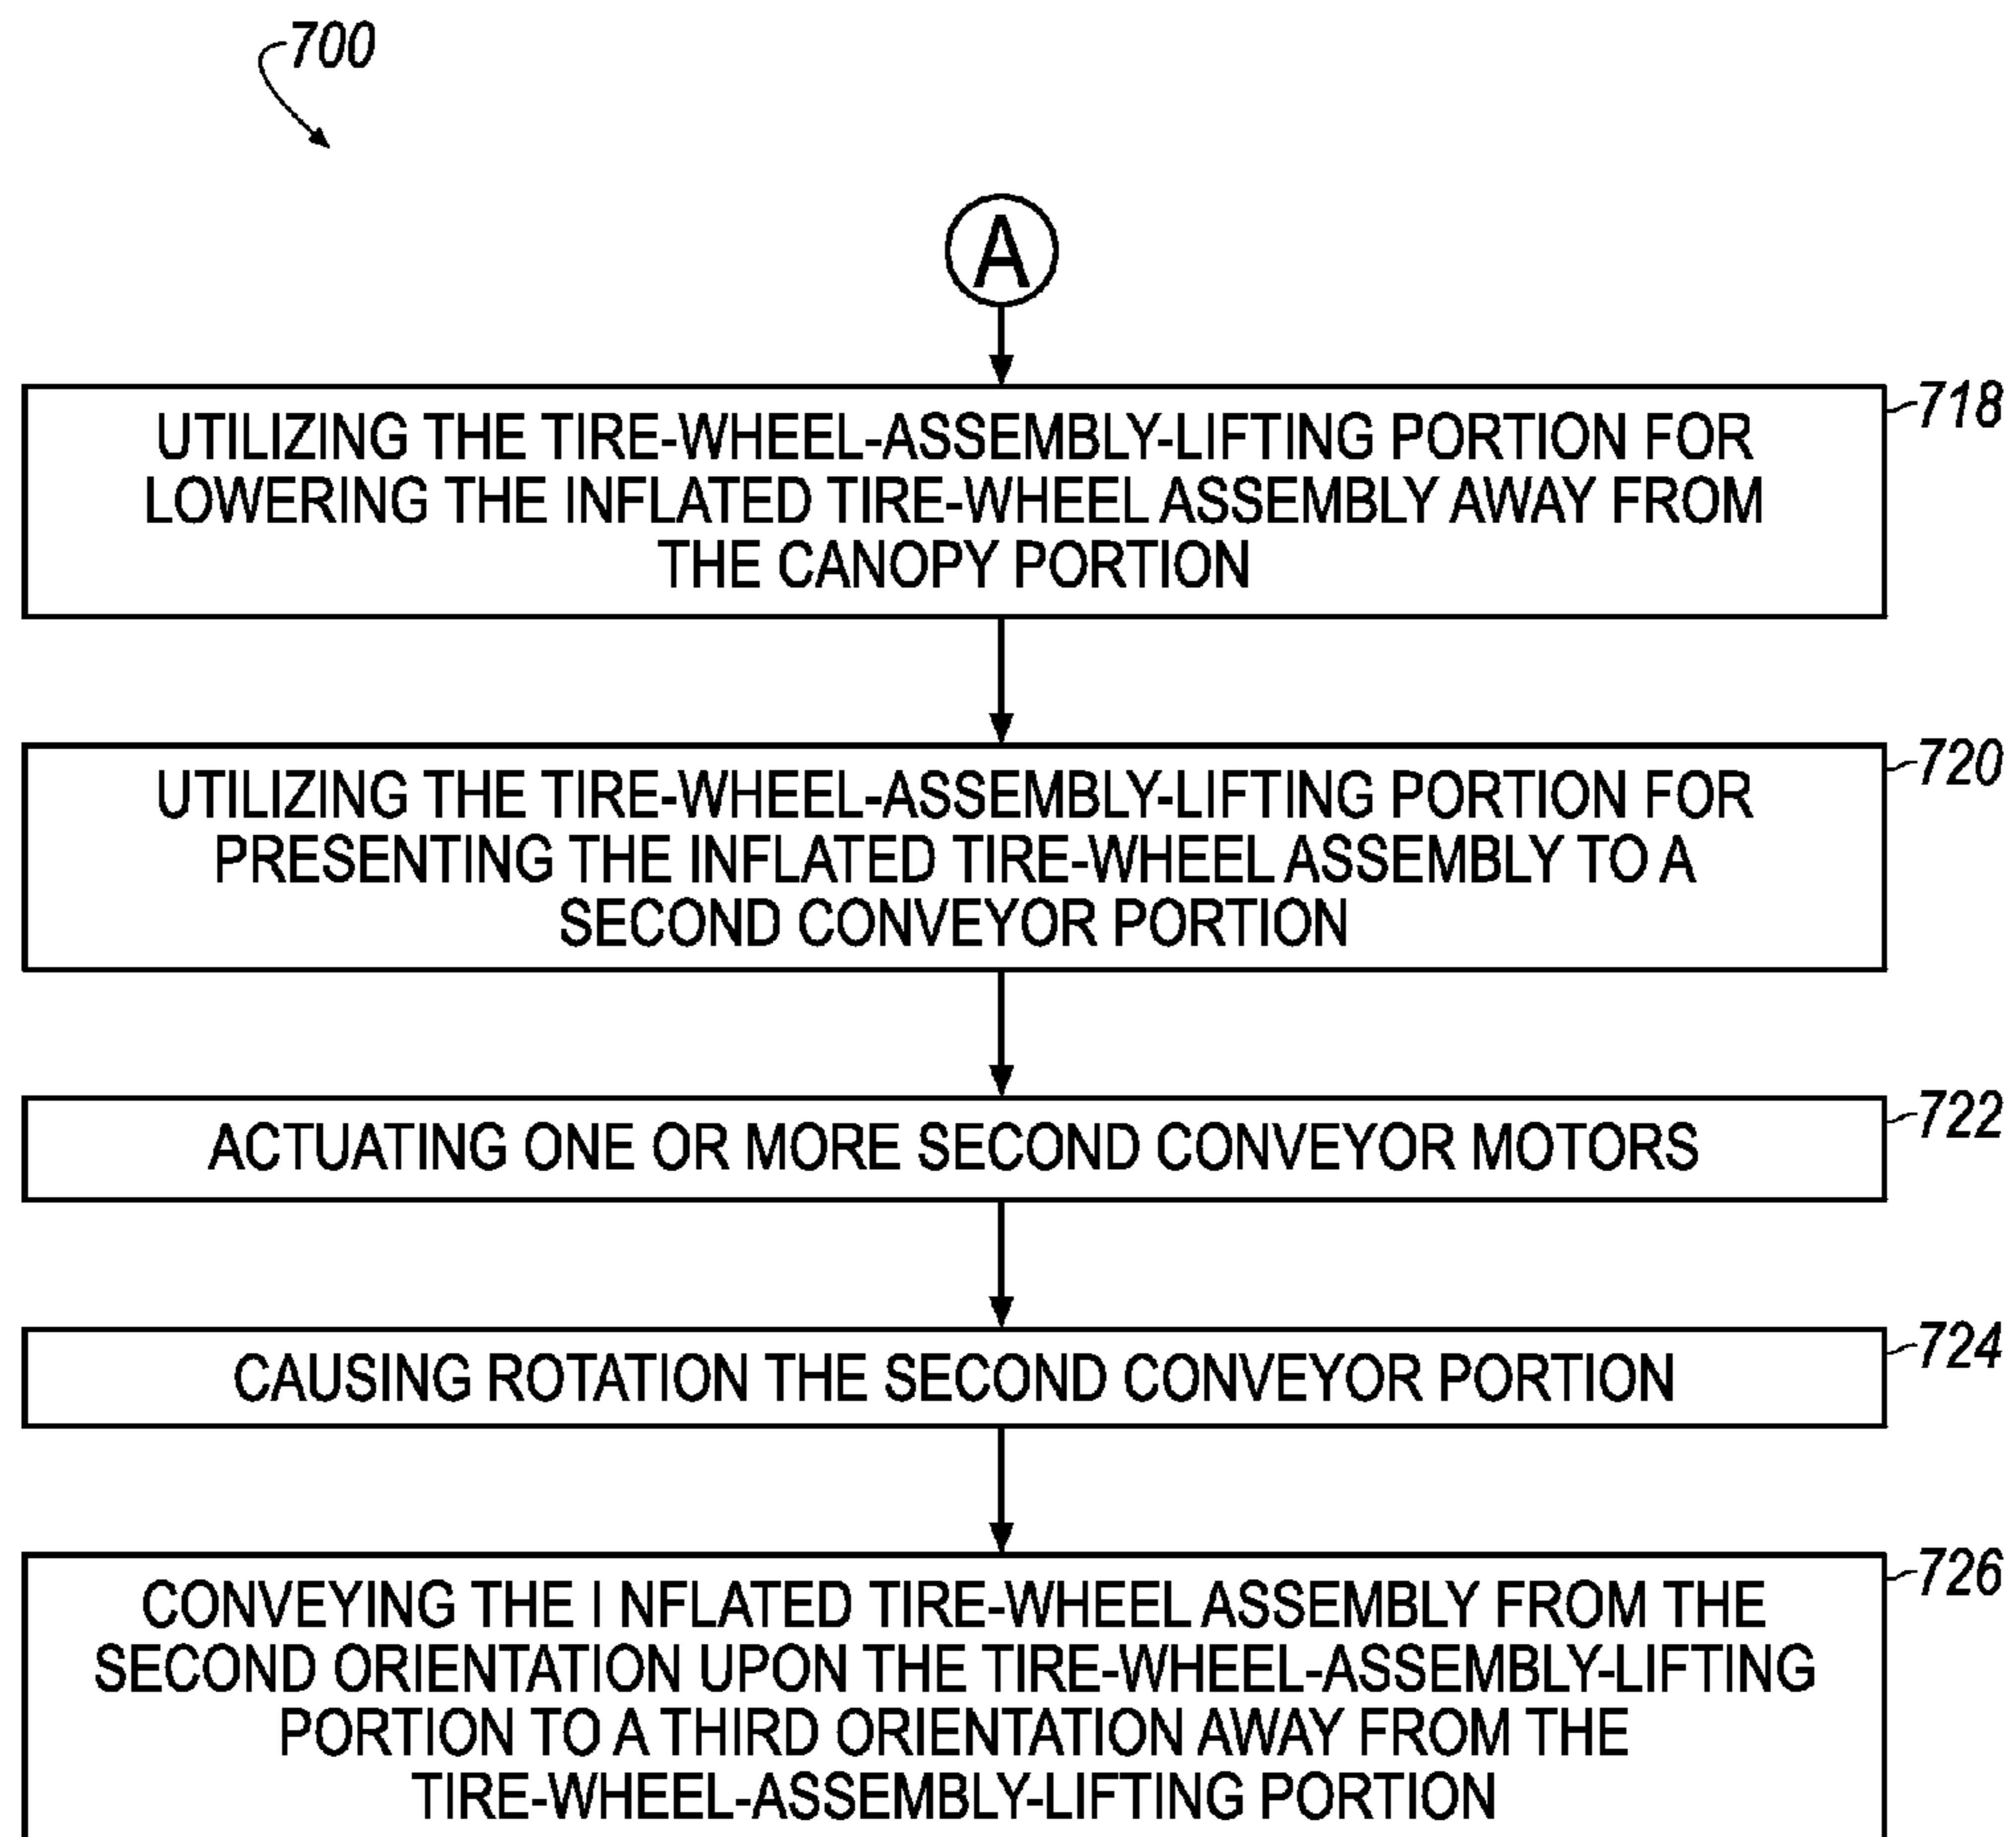 700
A
718
UTILIZING THE TIRE-WHEEL-ASSEMBLY-LIFTING PORTION FOR
LOWERING THE INFLATED TIRE-WHEEL ASSEMBLY AWAY FROM
THE CANOPY PORTION
720
UTILIZING THE TIRE-WHEEL-ASSEMBLY-LIFTING PORTION FOR
PRESENTING THE INFLATED TIRE-WHEEL ASSEMBLY TO A
SECOND CONVEYOR PORTION
722
ACTUATING ONE OR MORE SECOND CONVEYOR MOTORS
724
CAUSING ROTATION THE SECOND CONVEYOR PORTION
726
CONVEYING THE I NFLATED TIRE-WHEEL ASSEMBLY FROM THE
SECOND ORIENTATION UPON THE TIRE-WHEEL-ASSEMBLY-LIFTING
PORTION TO A THIRD ORIENTATION AWAY FROM THE
TIRE-WHEEL-ASSEMBLY-LIFTING PORTION